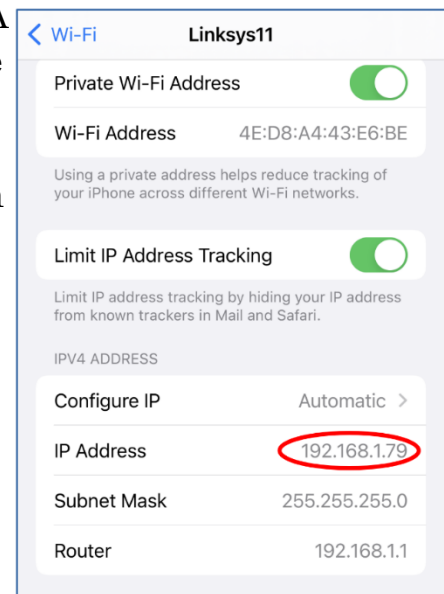 Wi-Fi Linksys11
Private Wi-Fi Address
Wi-Fi Address 4E:D8:A4:43:E6:BE
Using a private address helps reduce tracking of
your iPhone across different Wi-Fi networks.
Limit IP Address Tracking
Limit IP address tracking by hiding your IP address
from known trackers in Mail and Safari.
IPV4 ADDRESS
Configure IP Automatic
IP Address 192.168.1.79
Subnet Mask 255.255.255.0
Router 192.168.1.1